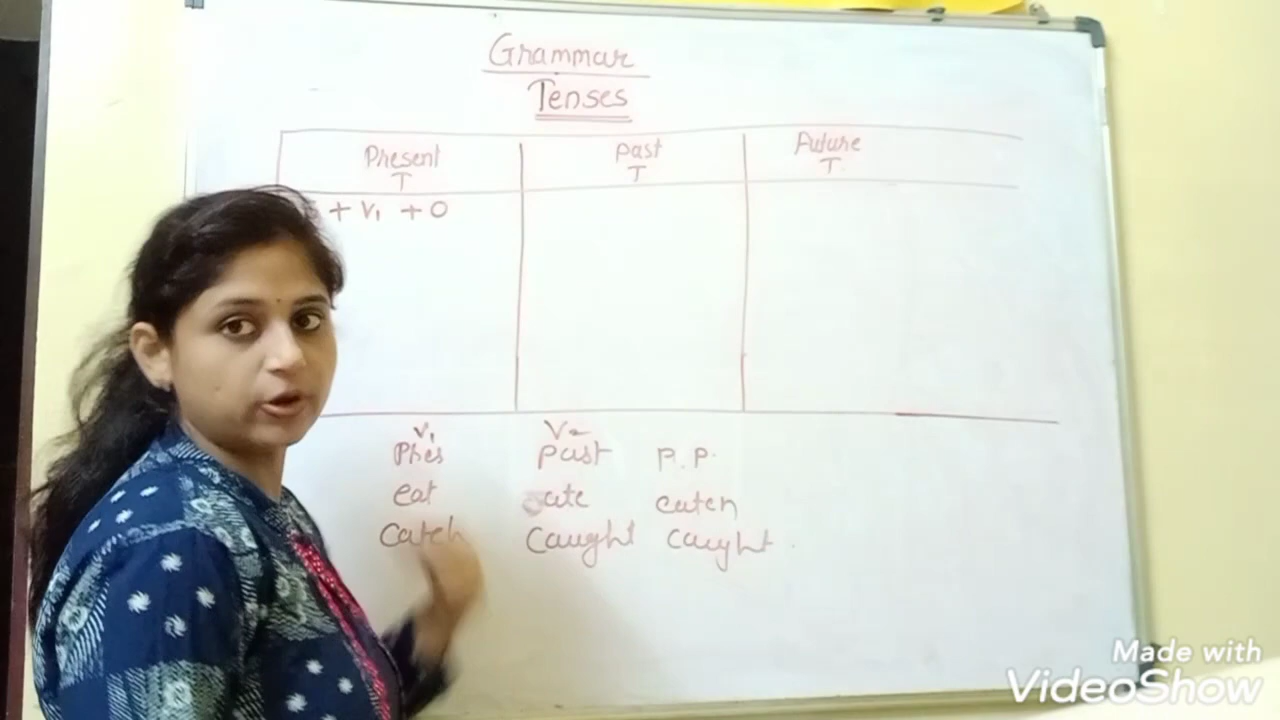 Grammar
Tenses
Present Past Future
T T T.
+ V1 + O
V1 V2
Pres Past P.P.
eat ate eaten
Catch Caught Caught
Made with
VideoShow